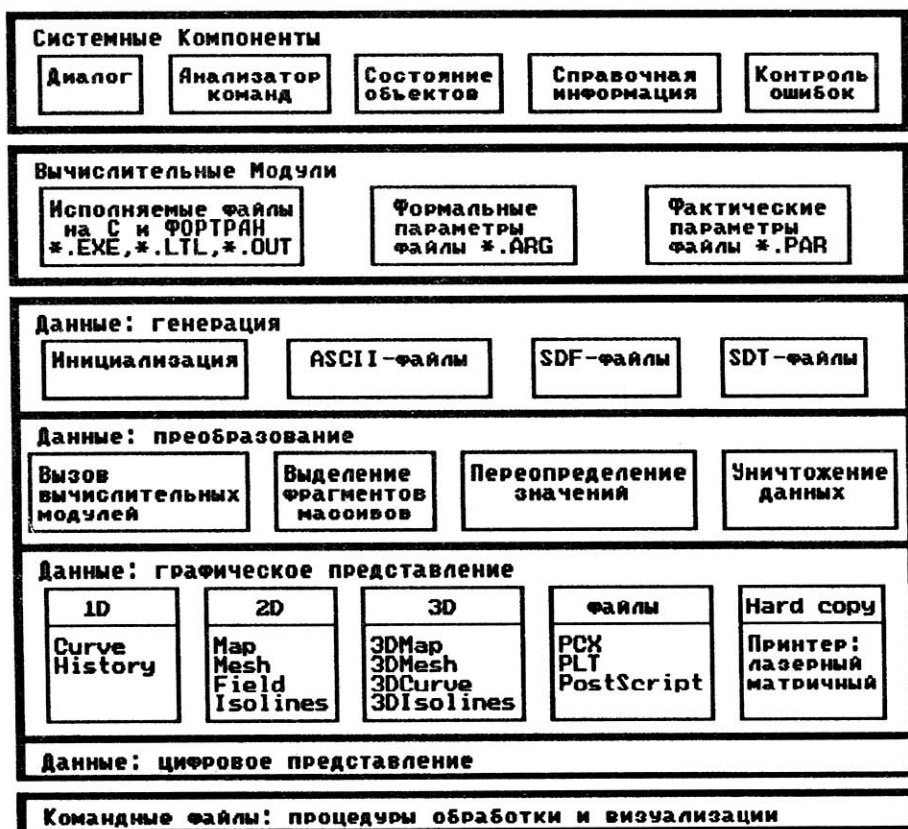 Системные Компоненты
Диалог
Анализатор
команд
Состояние
объектов
Справочная
информация
Контроль
ошибок
Вычислительные Модули
Исполняемые файлы
на С и ФОРТРАН
*.EXE,*.LTL,*.OUT
Формальные
параметры
файлы *.ARG
Фактические
параметры
файлы *.PAR
Данные: генерация
Инициализация
ASCII-файлы
SDF-файлы
SDT-файлы
Данные: преобразование
Вызов
вычислительных
модулей
Выделение
фрагментов
массивов
Переопределение
значений
Уничтожение
данных
Данные: графическое представление
1D
Curve
History
2D
Map
Mesh
Field
Isolines
3D
3DMap
3DMesh
3DCurve
3DIsolines
файлы
PCX
PLT
PostScript
Hard copy
Принтер:
лазерный
матричный
Данные: цифровое представление
Командные файлы: процедуры обработки и визуализации